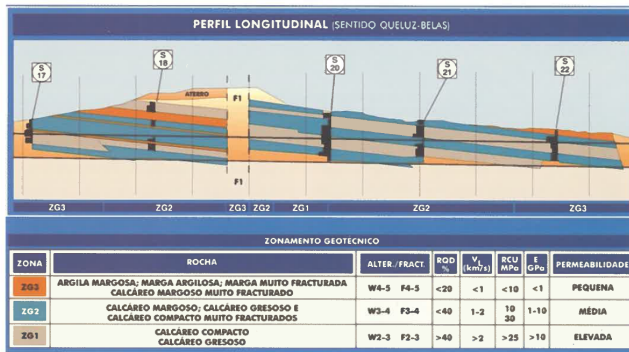 PERFIL LONGITUDINAL (SENTIDO QUELUZ-BELAS)
S 17
S 18
S 20
S 21
S 22
ATERRO
F1
F1
ZG3 ZG2 ZG3 ZG2 ZG1 ZG2 ZG3
ZONAMENTO GEOTECNICO
ZONA ROCHA ALTER./FRACT. RQD % VL (km/s) RCU MPa E GPa PERMEABILIDADE
ZG3 ARGILA MARGOSA; MARGA ARGILOSA; MARGA MUITO FRACTURADA
CALCÁREO MARGOSO MUITO FRACTURADO W4-5 F4-5 <20 <1 <10 <1 PEQUENA
ZG2 CALCÁREO MARGOSO; CALCÁREO GRESOSO E
CALCÁREO COMPACTO MUITO FRACTURADOS W3-4 F3-4 <40 1-2 10 30 1-10 MÉDIA
ZG1 CALCÁREO COMPACTO
CALCÁREO GRESOSO W2-3 F2-3 >40 >2 >25 >10 ELEVADA